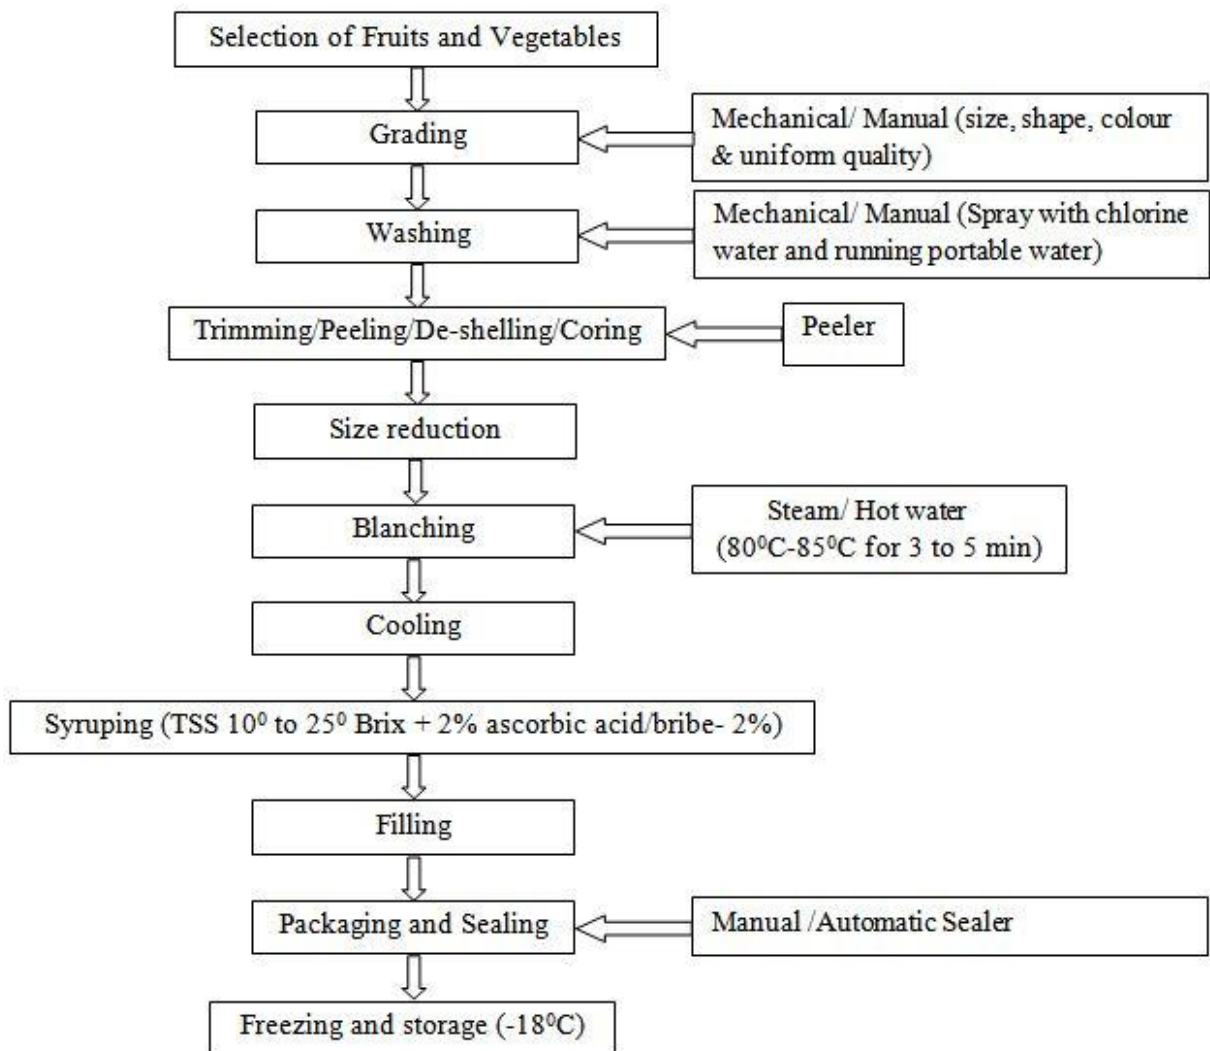 Selection of Fruits and Vegetables
Grading
Mechanical/ Manual (size, shape, colour
& uniform quality)
Washing
Mechanical/ Manual (Spray with chlorine
water and running portable water)
Trimming/Peeling/De-shelling/Coring
Peeler
Size reduction
Blanching
Steam/ Hot water
(80⁰C-85⁰C for 3 to 5 min)
Cooling
Syruping (TSS 10⁰ to 25⁰ Brix + 2% ascorbic acid/bribe- 2%)
Filling
Packaging and Sealing
Manual /Automatic Sealer
Freezing and storage (-18⁰C)